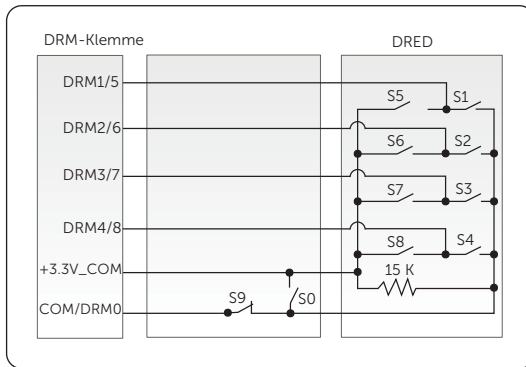 DRM-Klemme
DRED
DRM1/5
S5 S1
DRM2/6
S6 S2
DRM3/7
S7 S3
DRM4/8
S8 S4
+3.3V_COM
15 K
COM/DRM0
S9 S0